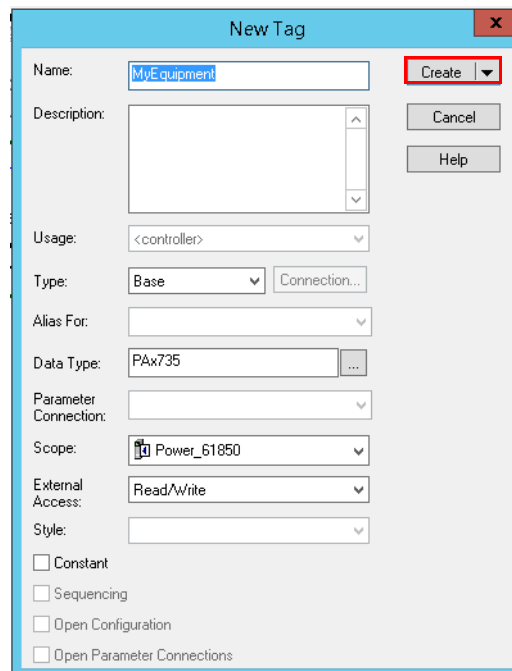 New Tag
x
Name:
MyEquipment
Create
Description:
Cancel
Help
Usage:
<controller>
Type:
Base
Connection...
Alias For:
Data Type:
PAx735
...
Parameter
Connection:
Scope:
Power_61850
External
Access:
Read/Write
Style:
Constant
Sequencing
Open Configuration
Open Parameter Connections